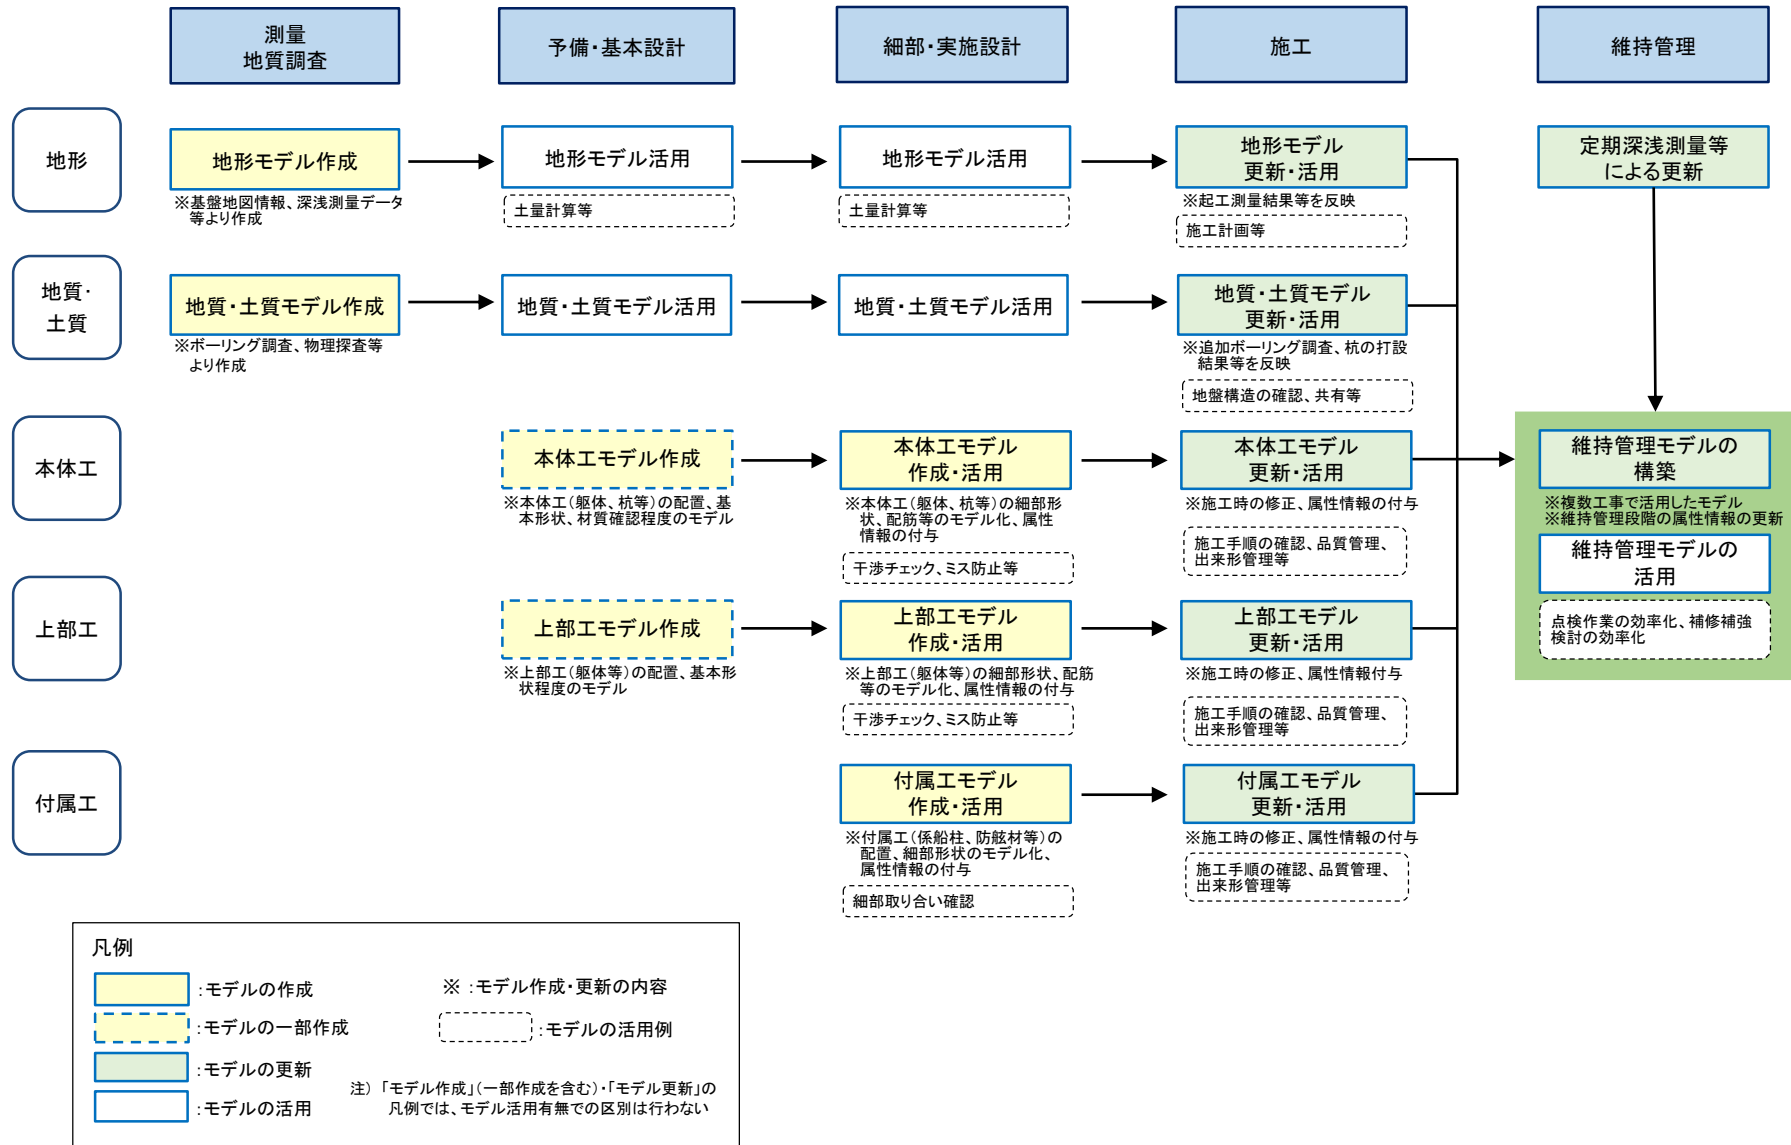 測量
地質調査
予備・基本設計
細部・実施設計
施工
維持管理
地形
地形モデル作成
※基盤地図情報、深浅測量データ
等より作成
地形モデル活用
土量計算等
地形モデル活用
土量計算等
地形モデル
更新・活用
※起工測量結果等を反映
施工計画等
定期深浅測量等
による更新
地質・
土質
地質・土質モデル作成
※ボーリング調査、物理探査等
より作成
地質・土質モデル活用
地質・土質モデル活用
地質・土質モデル
更新・活用
※追加ボーリング調査、杭の打設
結果等を反映
地盤構造の確認、共有等
本体工
本体工モデル作成
※本体工（躯体、杭等）の配置、基
本形状、材質確認程度のモデル
本体工モデル
作成・活用
※本体工（躯体、杭等）の細部形
状、配筋等のモデル化、属性
情報の付与
干渉チェック、ミス防止等
本体工モデル
更新・活用
※施工時の修正、属性情報の付与
施工手順の確認、品質管理、
出来形管理等
維持管理モデルの
構築
※複数工事で活用したモデル
※維持管理段階の属性情報の更新
維持管理モデルの
活用
点検作業の効率化、補修補強
検討の効率化
上部工
上部工モデル作成
※上部工（躯体等）の配置、基本形
状程度のモデル
上部工モデル
作成・活用
※上部工（躯体等）の細部形状、配筋
等のモデル化、属性情報の付与
干渉チェック、ミス防止等
上部工モデル
更新・活用
※施工時の修正、属性情報付与
施工手順の確認、品質管理、
出来形管理等
付属工
付属工モデル
作成・活用
※付属工（係船柱、防舷材等）の
配置、細部形状のモデル化、
属性情報の付与
細部取り合い確認
付属工モデル
更新・活用
※施工時の修正、属性情報の付与
施工手順の確認、品質管理、
出来形管理等
凡例
：モデルの作成
：モデルの一部作成
：モデルの更新
：モデルの活用
※ ：モデル作成・更新の内容
：モデルの活用例
注） 「モデル作成」（一部作成を含む）・「モデル更新」の
凡例では、モデル活用有無での区別は行わない